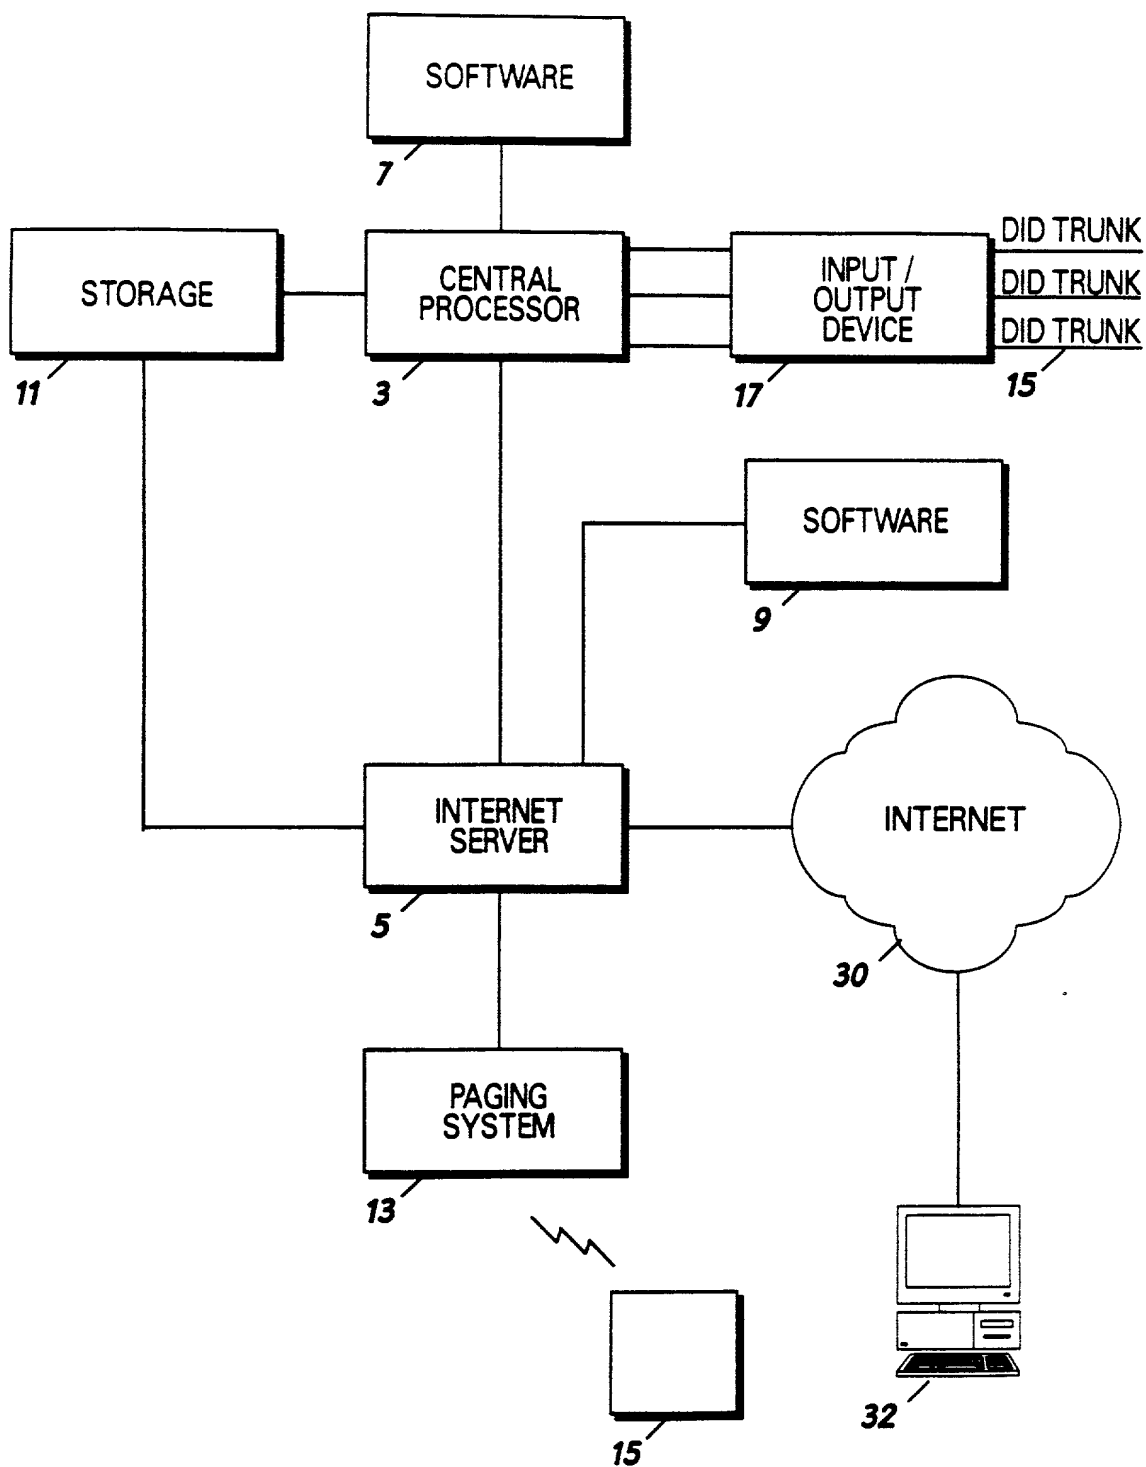 SOFTWARE
7
STORAGE
11
CENTRAL
PROCESSOR
3
INPUT /
OUTPUT
DEVICE
17
DID TRUNK
DID TRUNK
DID TRUNK
15
SOFTWARE
9
INTERNET
SERVER
5
INTERNET
30
PAGING
SYSTEM
13
15
32